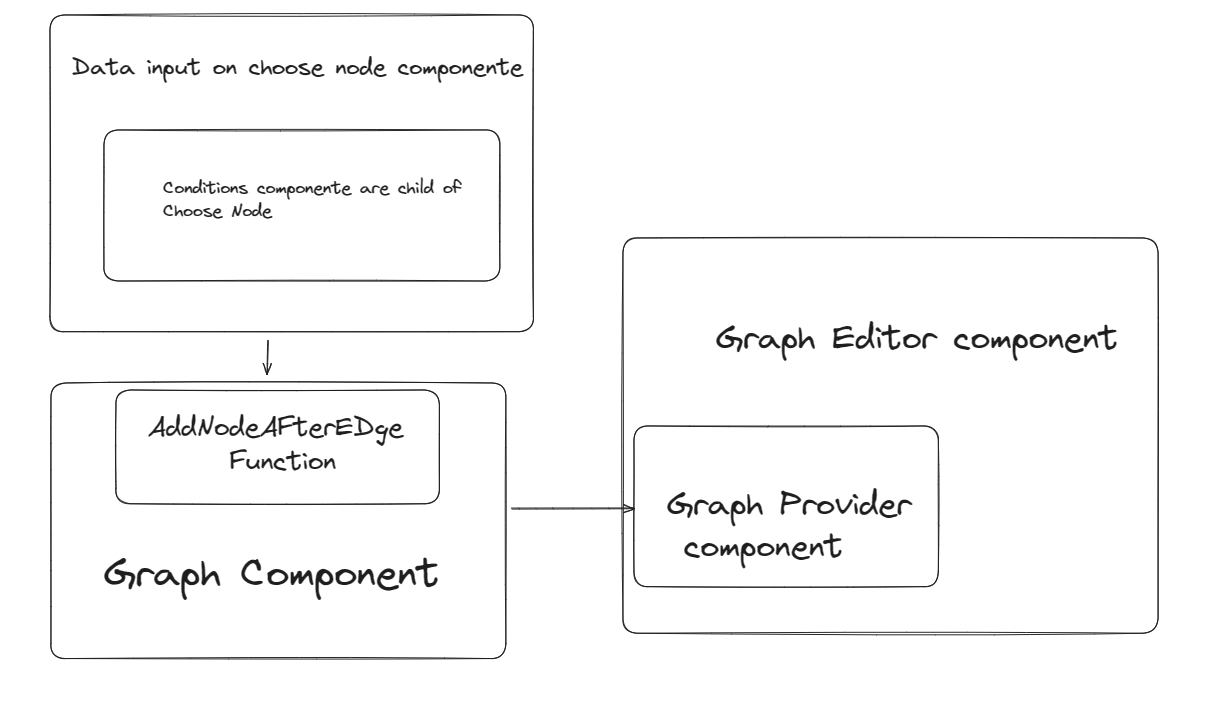 Data input on choose node componente
Conditions componente are child of
Choose Node
AddNodeAFterEDge
Function
Graph Component
Graph Editor component
Graph Provider
component